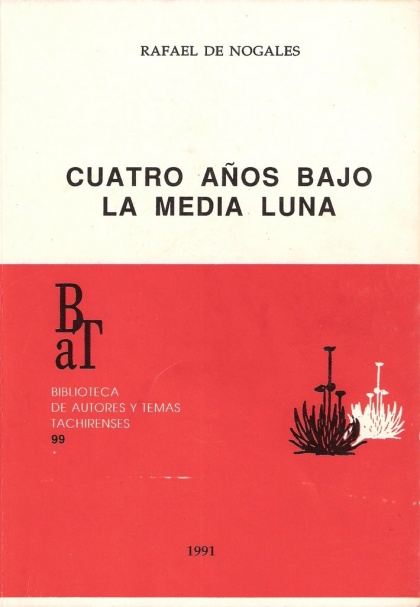 RAFAEL DE NOGALES
CUATRO AÑOS BAJO
LA MEDIA LUNA
BaT
BIBLIOTECA
DE AUTORES Y TEMAS
TACHIRENSES
99
1991